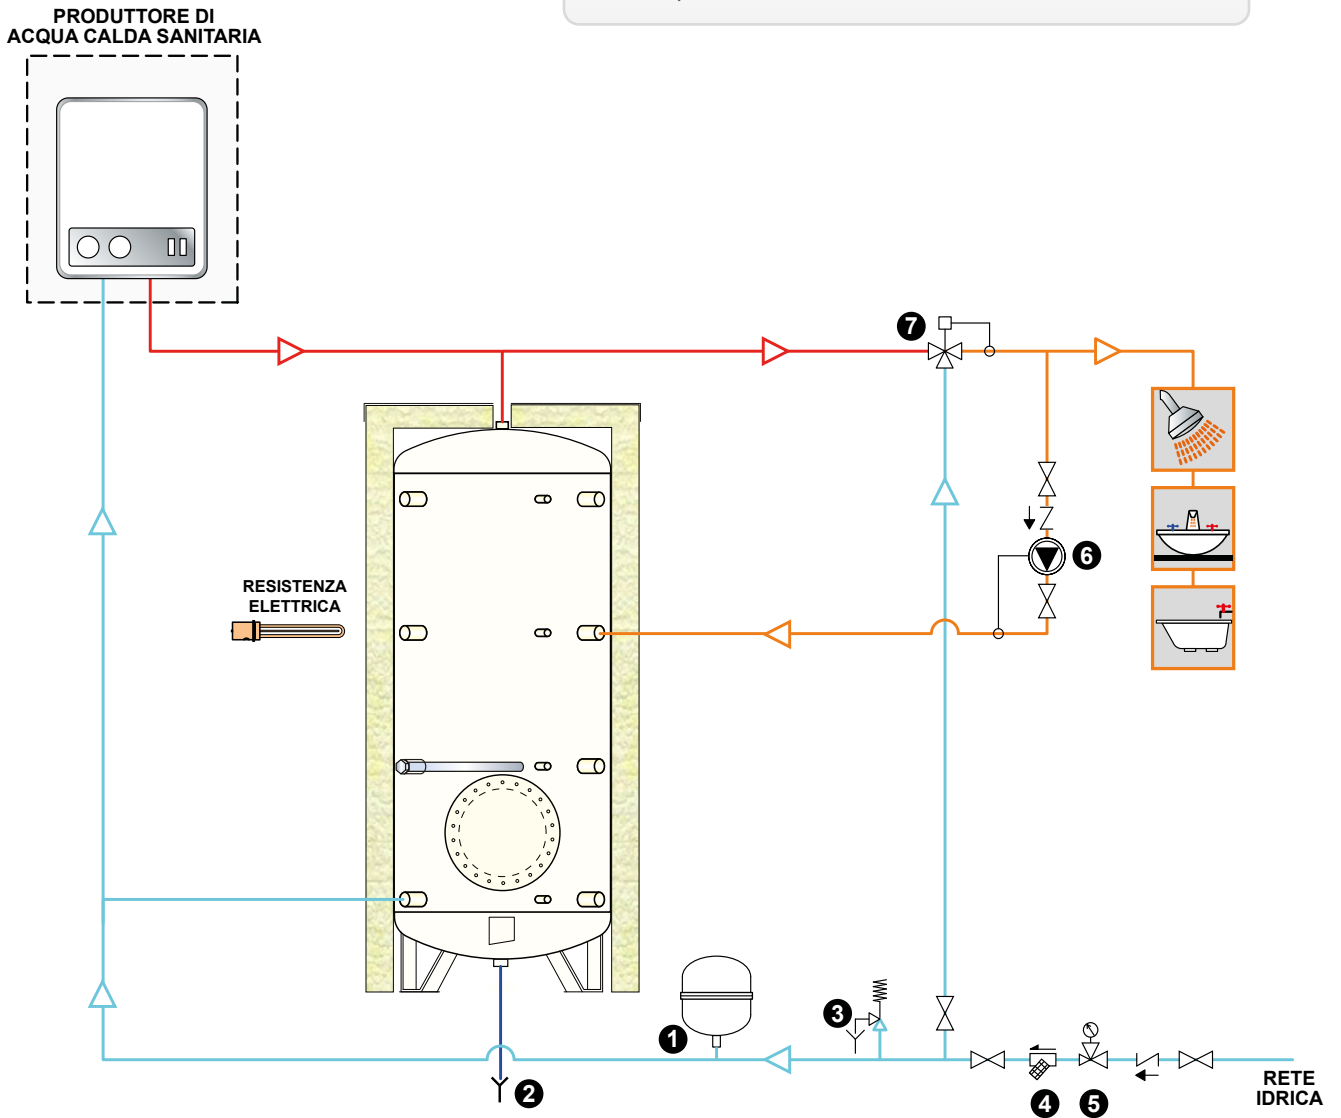 PRODUTTORE DI
ACQUA CALDA SANITARIA
7
6
RESISTENZA
ELETTRICA
3
1
2
4
5
RETE
IDRICA